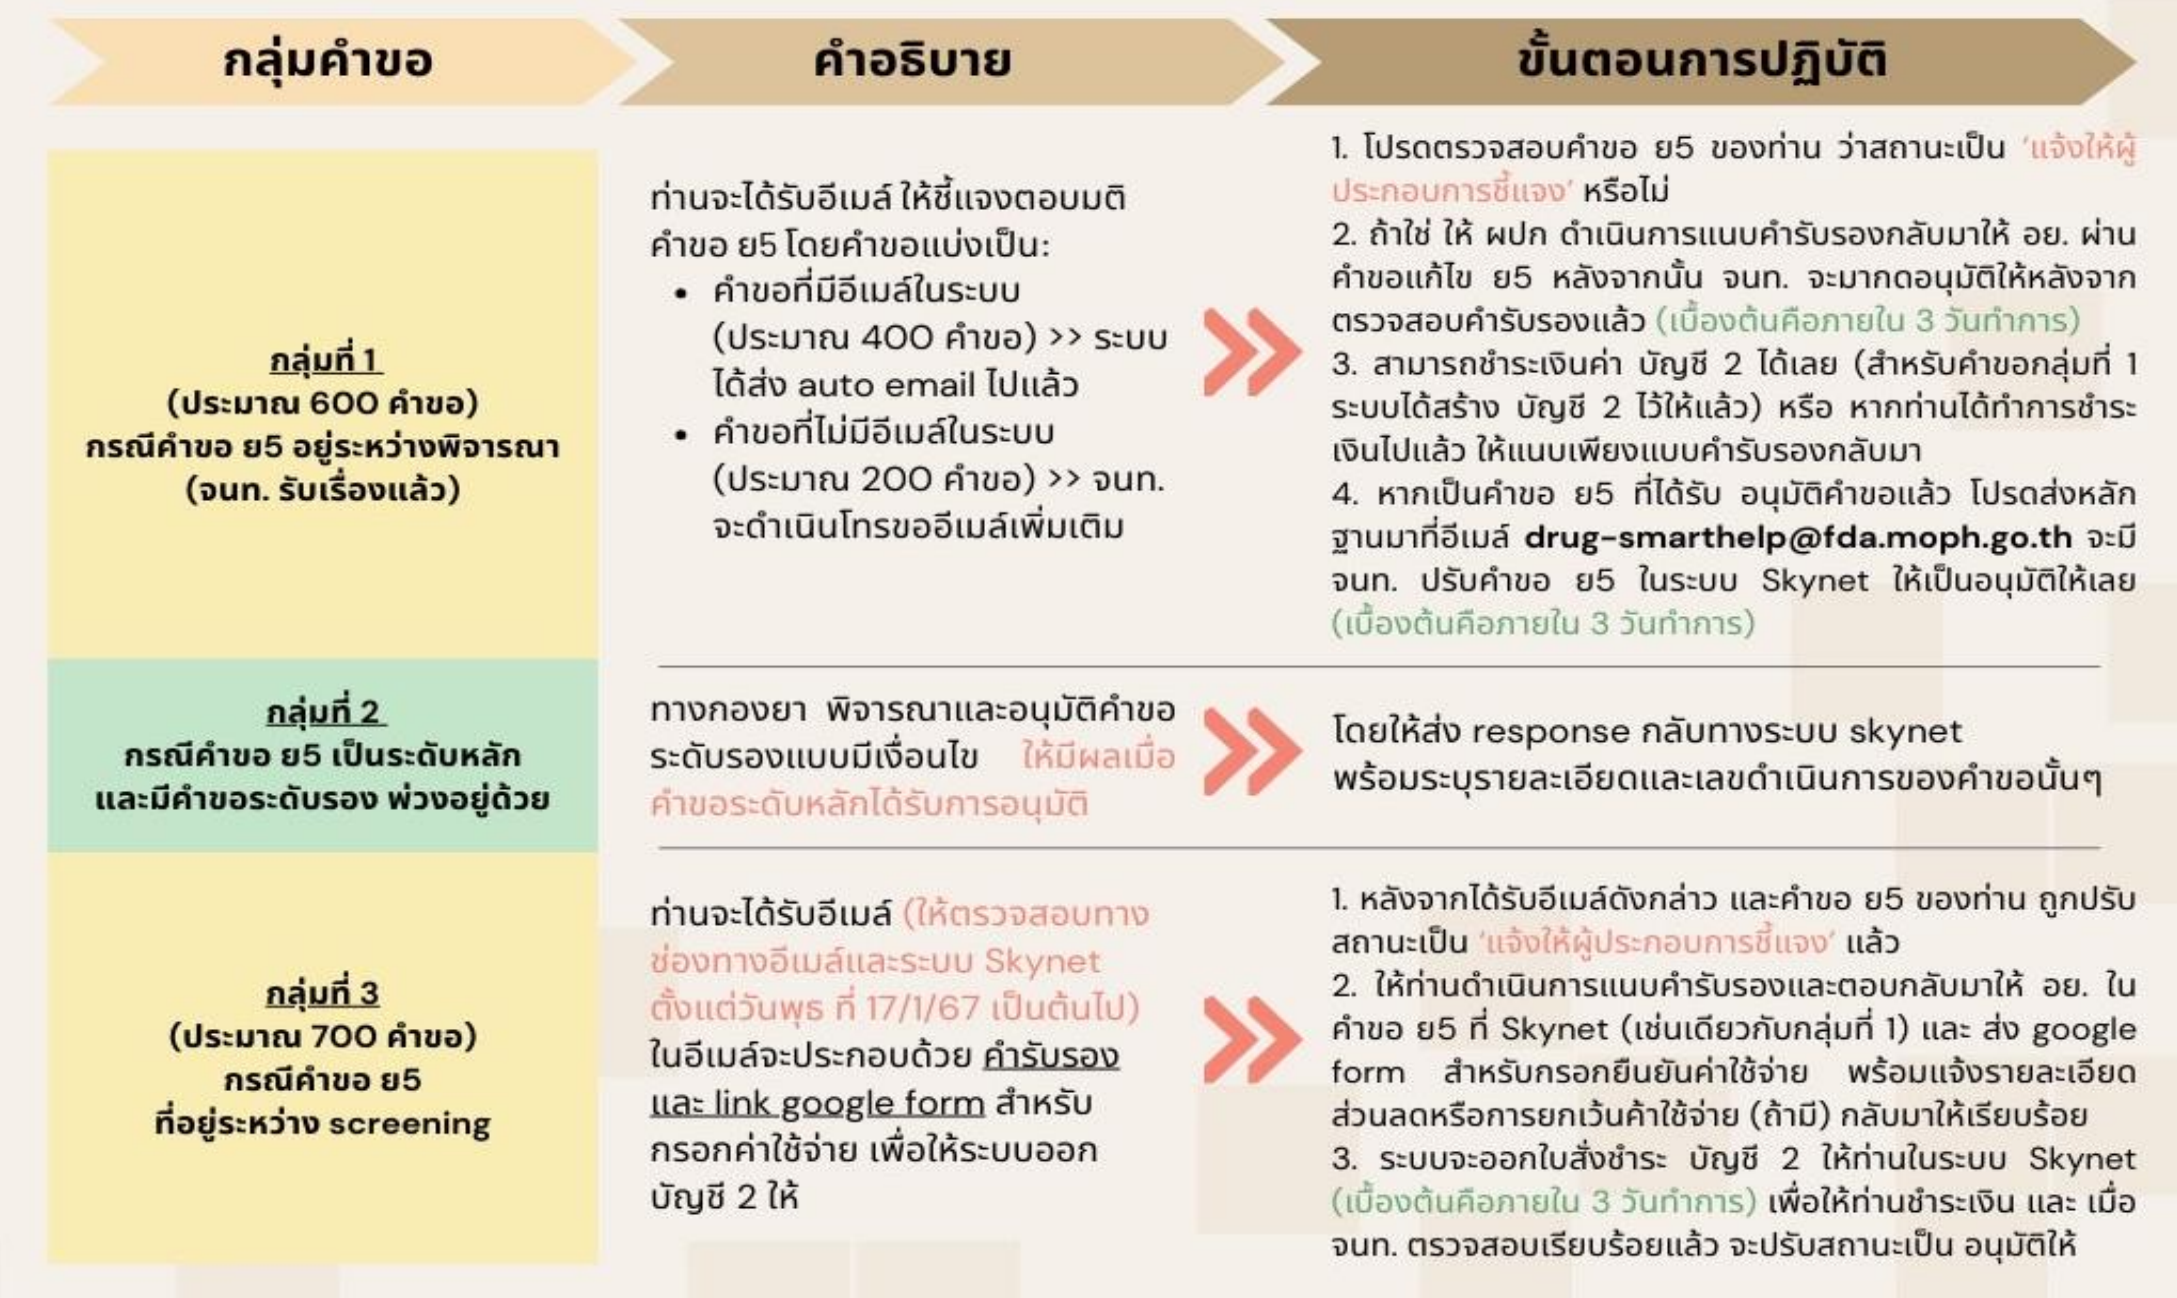 กลุ่มคำขอ
คำอธิบาย
ขั้นตอนการปฏิบัติ
กลุ่มที่ 1
(ประมาณ 600 คำขอ)
กรณีคำขอ ย5 อยู่ระหว่างพิจารณา
(จนท. รับเรื่องแล้ว)
ท่านจะได้รับอีเมล์ ให้ชี้แจงตอบมติ
คำขอ ย5 โดยคำขอแบ่งเป็น:
• คำขอที่มีอีเมล์ในระบบ
(ประมาณ 400 คำขอ) >> ระบบ
ได้ส่ง auto email ไปแล้ว
• คำขอที่ไม่มีอีเมล์ในระบบ
(ประมาณ 200 คำขอ) >> จนท.
จะดำเนินโทรขออีเมล์เพิ่มเติม
1. โปรดตรวจสอบคำขอ ย5 ของท่าน ว่าสถานะเป็น ‘แจ้งให้ผู้
ประกอบการชี้แจง’ หรือไม่
2. ถ้าใช่ ให้ ผปก ดำเนินการแนบคำรับรองกลับมาให้ อย. ผ่าน
คำขอแก้ไข ย5 หลังจากนั้น จนท. จะมากดอนุมัติให้หลังจาก
ตรวจสอบคำรับรองแล้ว (เบื้องต้นคือภายใน 3 วันทำการ)
3. สามารถชำระเงินค่า บัญชี 2 ได้เลย (สำหรับคำขอกลุ่มที่ 1
ระบบได้สร้าง บัญชี 2 ไว้ให้แล้ว) หรือ หากท่านได้ทำการชำระ
เงินไปแล้ว ให้แนบเพียงแบบคำรับรองกลับมา
4. หากเป็นคำขอ ย5 ที่ได้รับ อนุมัติคำขอแล้ว โปรดส่งหลัก
ฐานมาที่อีเมล์ drug-smarthelp@fda.moph.go.th จะมี
จนท. ปรับคำขอ ย5 ในระบบ Skynet ให้เป็นอนุมัติให้เลย
(เบื้องต้นคือภายใน 3 วันทำการ)
กลุ่มที่ 2
กรณีคำขอ ย5 เป็นระดับหลัก
และมีคำขอระดับรอง พ่วงอยู่ด้วย
ทางกองยา พิจารณาและอนุมัติคำขอ
ระดับรองแบบมีเงื่อนไข ให้มีผลเมื่อ
คำขอระดับหลักได้รับการอนุมัติ
โดยให้ส่ง response กลับทางระบบ skynet
พร้อมระบุรายละเอียดและเลขดำเนินการของคำขอนั้นๆ
กลุ่มที่ 3
(ประมาณ 700 คำขอ)
กรณีคำขอ ย5
ที่อยู่ระหว่าง screening
ท่านจะได้รับอีเมล์ (ให้ตรวจสอบทาง
ช่องทางอีเมล์และระบบ Skynet
ตั้งแต่วันพุธ ที่ 17/1/67 เป็นต้นไป)
ในอีเมล์จะประกอบด้วย คำรับรอง
และ link google form สำหรับ
กรอกค่าใช้จ่าย เพื่อให้ระบบออก
บัญชี 2 ให้
1. หลังจากได้รับอีเมล์ดังกล่าว และคำขอ ย5 ของท่าน ถูกปรับ
สถานะเป็น ‘แจ้งให้ผู้ประกอบการชี้แจง’ แล้ว
2. ให้ท่านดำเนินการแนบคำรับรองและตอบกลับมาให้ อย. ใน
คำขอ ย5 ที่ Skynet (เช่นเดียวกับกลุ่มที่ 1) และ ส่ง google
form สำหรับกรอกยืนยันค่าใช้จ่าย พร้อมแจ้งรายละเอียด
ส่วนลดหรือการยกเว้นค้าใช้จ่าย (ถ้ามี) กลับมาให้เรียบร้อย
3. ระบบจะออกใบสั่งชำระ บัญชี 2 ให้ท่านในระบบ Skynet
(เบื้องต้นคือภายใน 3 วันทำการ) เพื่อให้ท่านชำระเงิน และ เมื่อ
จนท. ตรวจสอบเรียบร้อยแล้ว จะปรับสถานะเป็น อนุมัติให้